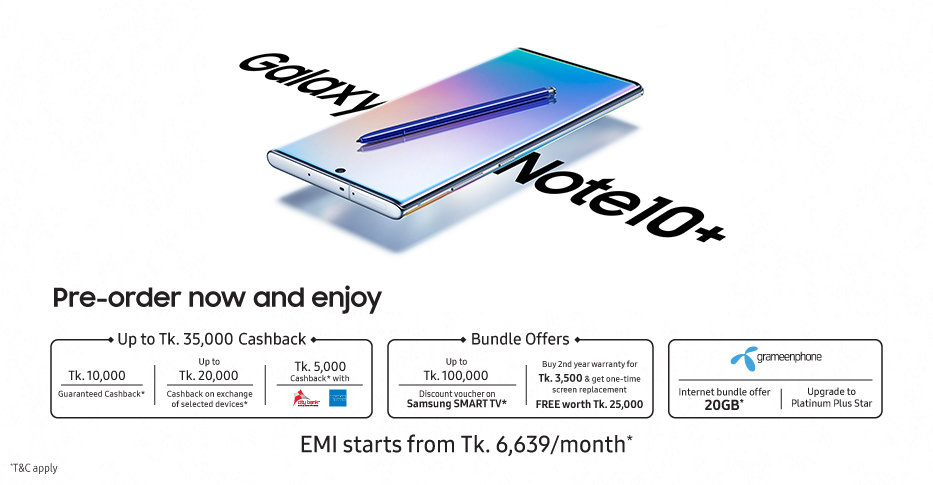 Galaxy
Note10+
Pre-order now and enjoy
Up to Tk. 35,000 Cashback
Tk. 10,000
Guaranteed Cashback*
Up to
Tk. 20,000
Cashback on exchange
of selected devices*
Tk. 5,000
Cashback* with
city bank
Bundle Offers
Up to
Tk. 100,000
Discount voucher on
Samsung SMART TV*
Buy 2nd year warranty for
Tk. 3,500 & get one-time
screen replacement
FREE worth Tk. 25,000
grameenphone
Internet bundle offer
20GB*
Upgrade to
Platinum Plus Star
EMI starts from Tk. 6,639/month*
*T&C apply